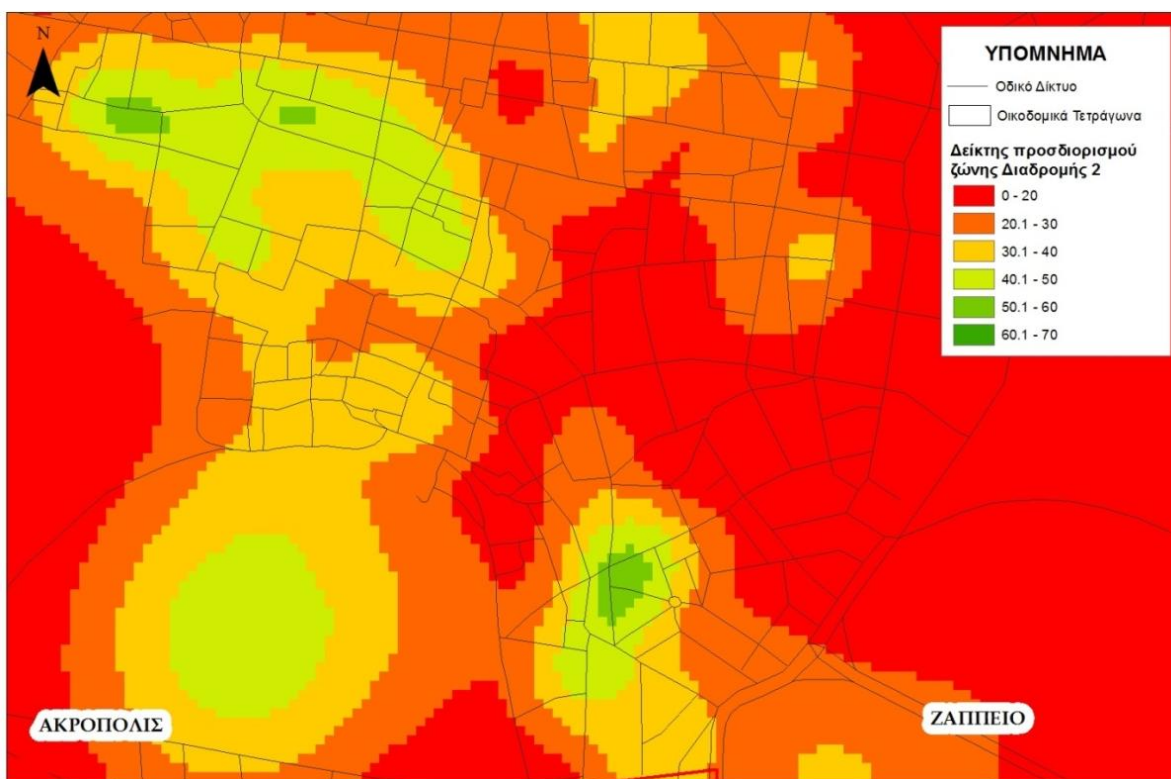 N
ΥΠΟΜΝΗΜΑ
Οδικό Δίκτυο
Οικοδομικά Τετράγωνα
Δείκτης προσδιορισμού
ζώνης Διαδρομής 2
0 - 20
20.1 - 30
30.1 - 40
40.1 - 50
50.1 - 60
60.1 - 70
ΑΚΡΟΠΟΛΙΣ
ΖΑΠΠΕΙΟ